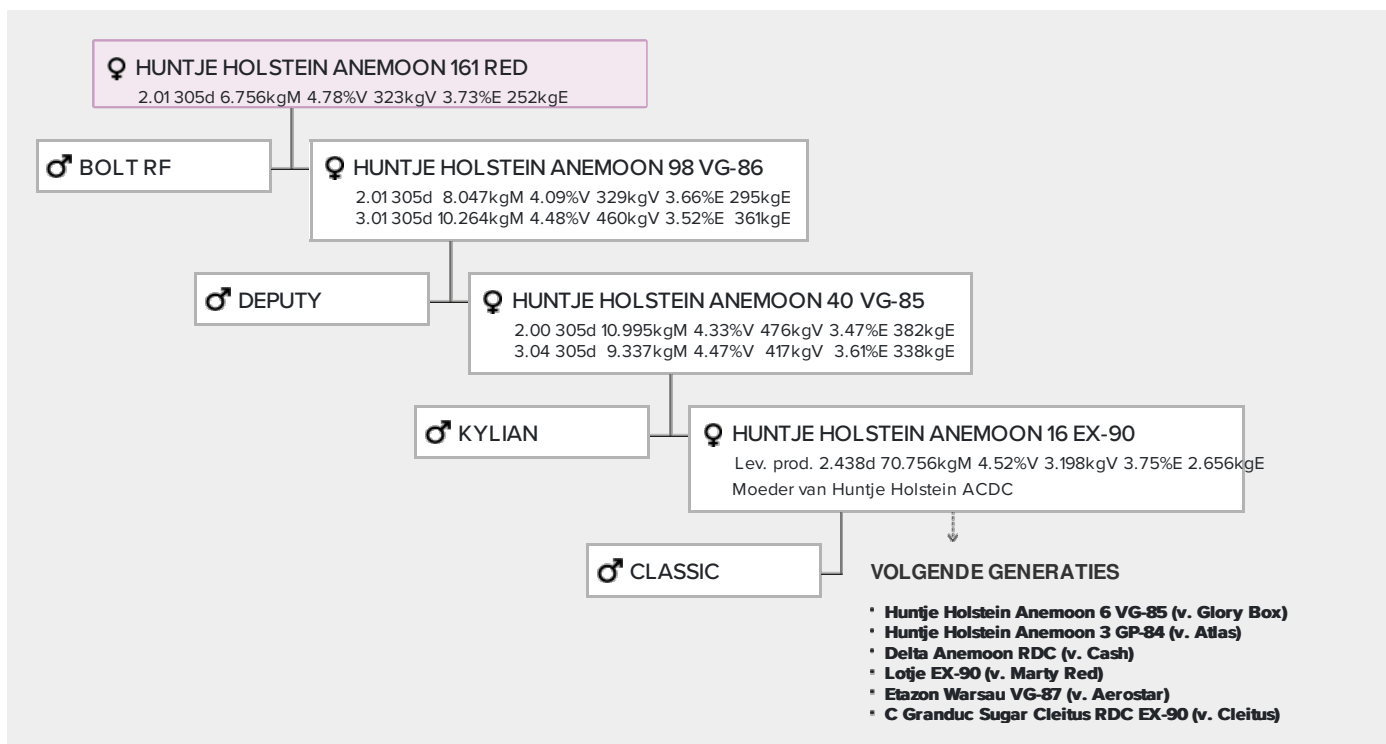 HUNTJE HOLSTEIN ANEMOON 161 RED
2.01 305d 6.756kgM 4.78%V 323kgV 3.73%E 252kgE
BOLT RF
HUNTJE HOLSTEIN ANEMOON 98 VG-86
2.01 305d 8.047kgM 4.09%V 329kgV 3.66%E 295kgE
3.01 305d 10.264kgM 4.48%V 460kgV 3.52%E 361kgE
DEPUTY
HUNTJE HOLSTEIN ANEMOON 40 VG-85
2.00 305d 10.995kgM 4.33%V 476kgV 3.47%E 382kgE
3.04 305d 9.337kgM 4.47%V 417kgV 3.61%E 338kgE
KYLIAN
HUNTJE HOLSTEIN ANEMOON 16 EX-90
Lev. prod. 2.438d 70.756kgM 4.52%V 3.198kgV 3.75%E 2.656kgE
Moeder van Huntje Holstein ACDC
CLASSIC
VOLGENDE GENERATIES
• Huntje Holstein Anemoon 6 VG-85 (v. Glory Box)
• Huntje Holstein Anemoon 3 GP-84 (v. Atlas)
• Delta Anemoon RDC (v. Cash)
• Lotje EX-90 (v. Marty Red)
• Etazon Warsau VG-87 (v. Aerostar)
• C Granduc Sugar Cleitus RDC EX-90 (v. Cleitus)